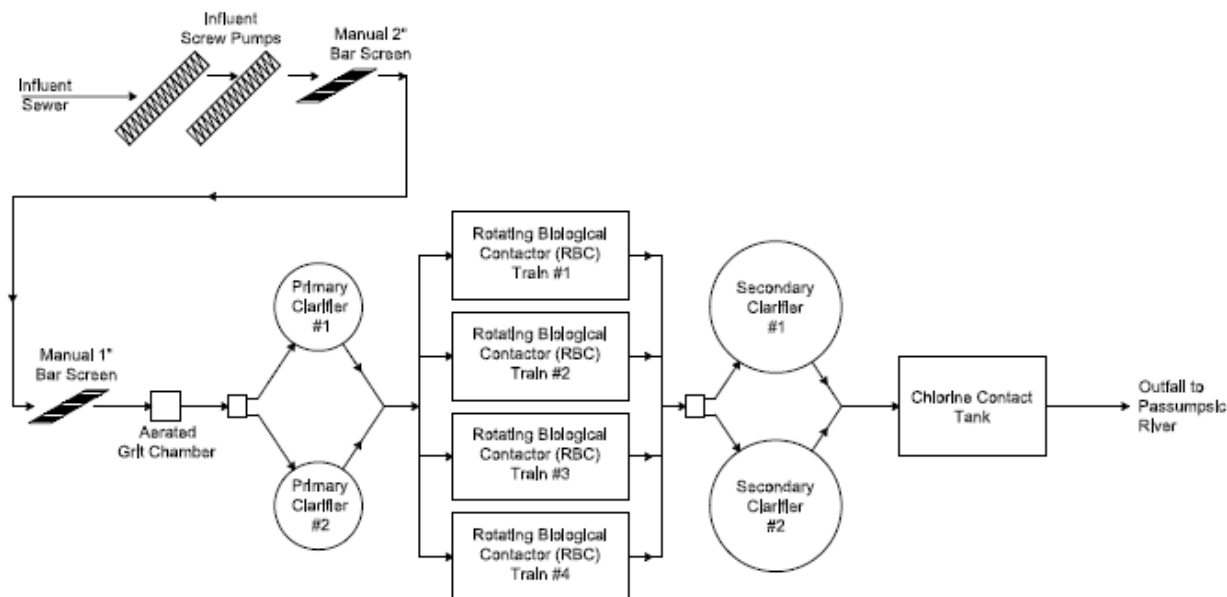 Influent
Screw Pumps
Manual 2"
Bar Screen
Influent
Sewer
Manual 1"
Bar Screen
Aerated
Grit Chamber
Primary
Clarifier
#1
Primary
Clarifier
#2
Rotating Biological
Contactor (RBC)
Train #1
Rotating Biological
Contactor (RBC)
Train #2
Rotating Biological
Contactor (RBC)
Train #3
Rotating Biological
Contactor (RBC)
Train #4
Secondary
Clarifier
#1
Secondary
Clarifier
#2
Chlorine Contact
Tank
Outfall to
Passumpsic
River